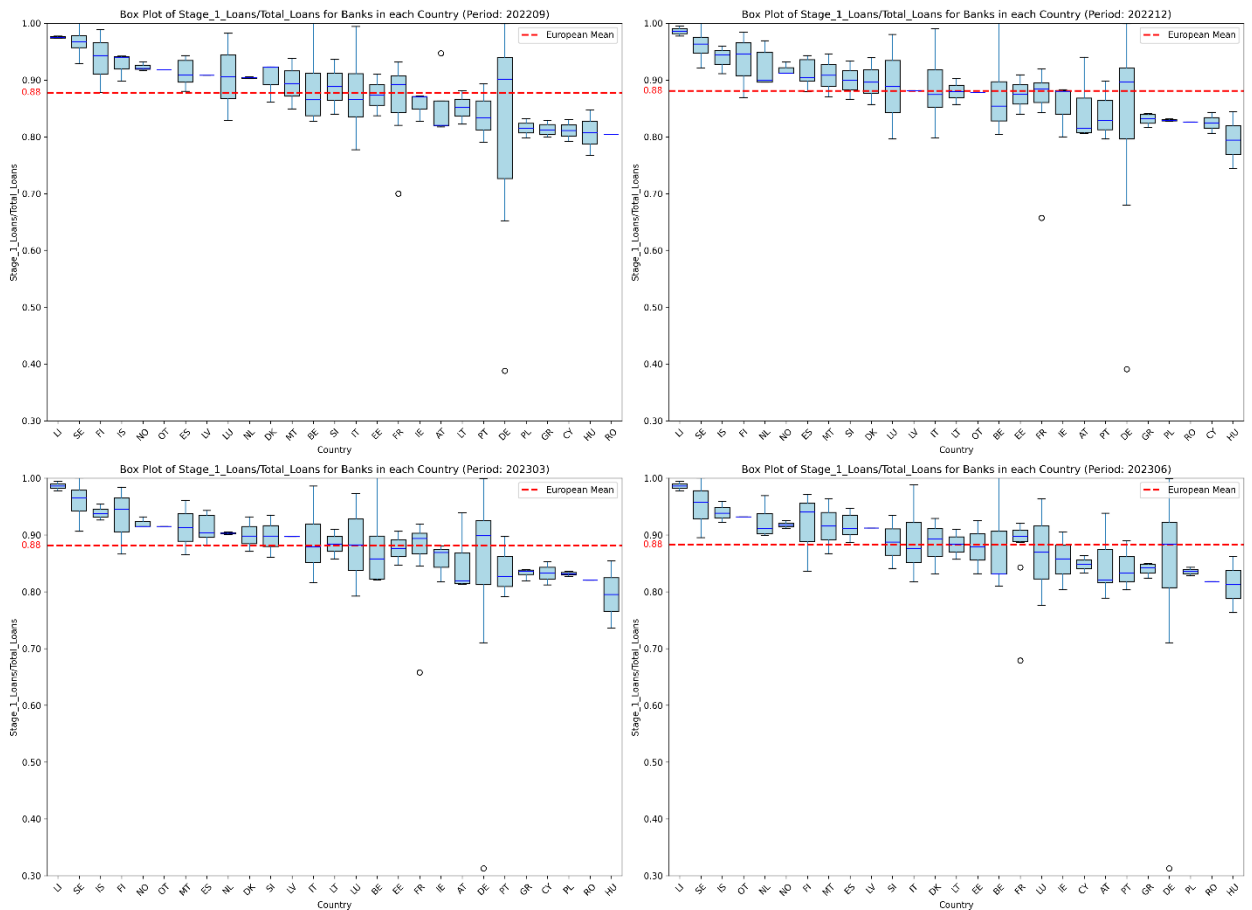 Box Plot of Stage_1_Loans/Total_Loans for Banks in each Country (Period: 202209)
European Mean
Stage_1_Loans/Total_Loans
1.00
0.90
0.88
0.80
0.70
0.60
0.50
0.40
0.30
LI SE FI IS NO OT ES LV LU NL DK MT BE SI IT EE FR IE AT LT PT DE PL GR CY HU RO
Country
Box Plot of Stage_1_Loans/Total_Loans for Banks in each Country (Period: 202212)
European Mean
Stage_1_Loans/Total_Loans
1.00
0.90
0.88
0.80
0.70
0.60
0.50
0.40
0.30
LI SE IS FI NL NO ES MT SI DK LU LV IT LT OT BE EE FR IE AT PT DE GR PL RO CY HU
Country
Box Plot of Stage_1_Loans/Total_Loans for Banks in each Country (Period: 202303)
European Mean
Stage_1_Loans/Total_Loans
1.00
0.90
0.88
0.80
0.70
0.60
0.50
0.40
0.30
LI SE IS FI NO OT MT ES NL DK SI LV IT LT LU BE EE FR IE AT DE PT GR CY PL RO HU
Country
Box Plot of Stage_1_Loans/Total_Loans for Banks in each Country (Period: 202306)
European Mean
Stage_1_Loans/Total_Loans
1.00
0.90
0.88
0.80
0.70
0.60
0.50
0.40
0.30
LI SE IS OT NL NO FI MT ES LV SI IT DK LT EE BE FR LU IE CY AT PT GR DE PL RO HU
Country